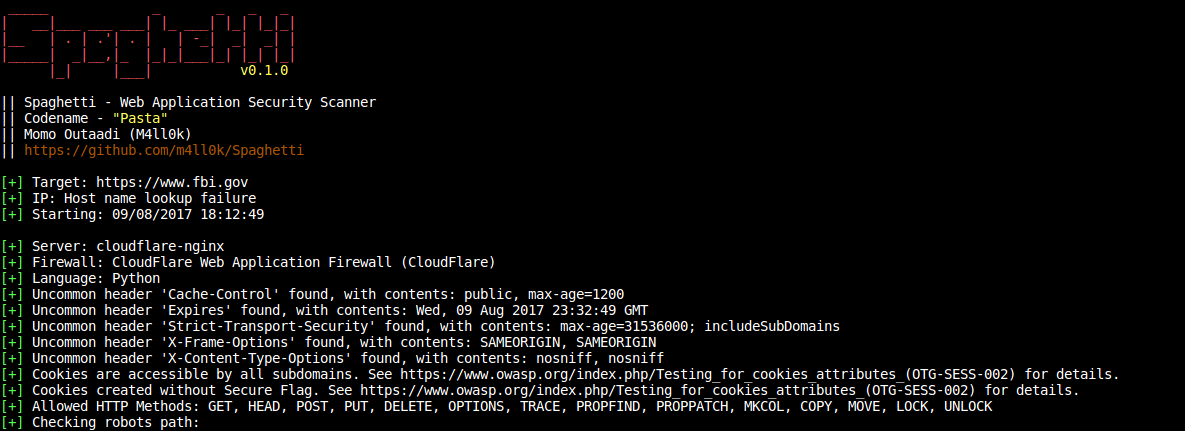 Spaghetti
v0.1.0
|| Spaghetti - Web Application Security Scanner
|| Codename - "Pasta"
|| Momo Outaadi (M4ll0k)
|| https://github.com/m4ll0k/Spaghetti
[+] Target: https://www.fbi.gov
[+] IP: Host name lookup failure
[+] Starting: 09/08/2017 18:12:49
[+] Server: cloudflare-nginx
[+] Firewall: CloudFlare Web Application Firewall (CloudFlare)
[+] Language: Python
[+] Uncommon header 'Cache-Control' found, with contents: public, max-age=1200
[+] Uncommon header 'Expires' found, with contents: Wed, 09 Aug 2017 23:32:49 GMT
[+] Uncommon header 'Strict-Transport-Security' found, with contents: max-age=31536000; includeSubDomains
[+] Uncommon header 'X-Frame-Options' found, with contents: SAMEORIGIN, SAMEORIGIN
[+] Uncommon header 'X-Content-Type-Options' found, with contents: nosniff, nosniff
[+] Cookies are accessible by all subdomains. See https://www.owasp.org/index.php/Testing_for_cookies_attributes_(OTG-SESS-002) for details.
[+] Cookies created without Secure Flag. See https://www.owasp.org/index.php/Testing_for_cookies_attributes_(OTG-SESS-002) for details.
[+] Allowed HTTP Methods: GET, HEAD, POST, PUT, DELETE, OPTIONS, TRACE, PROPFIND, PROPPATCH, MKCOL, COPY, MOVE, LOCK, UNLOCK
[+] Checking robots path: